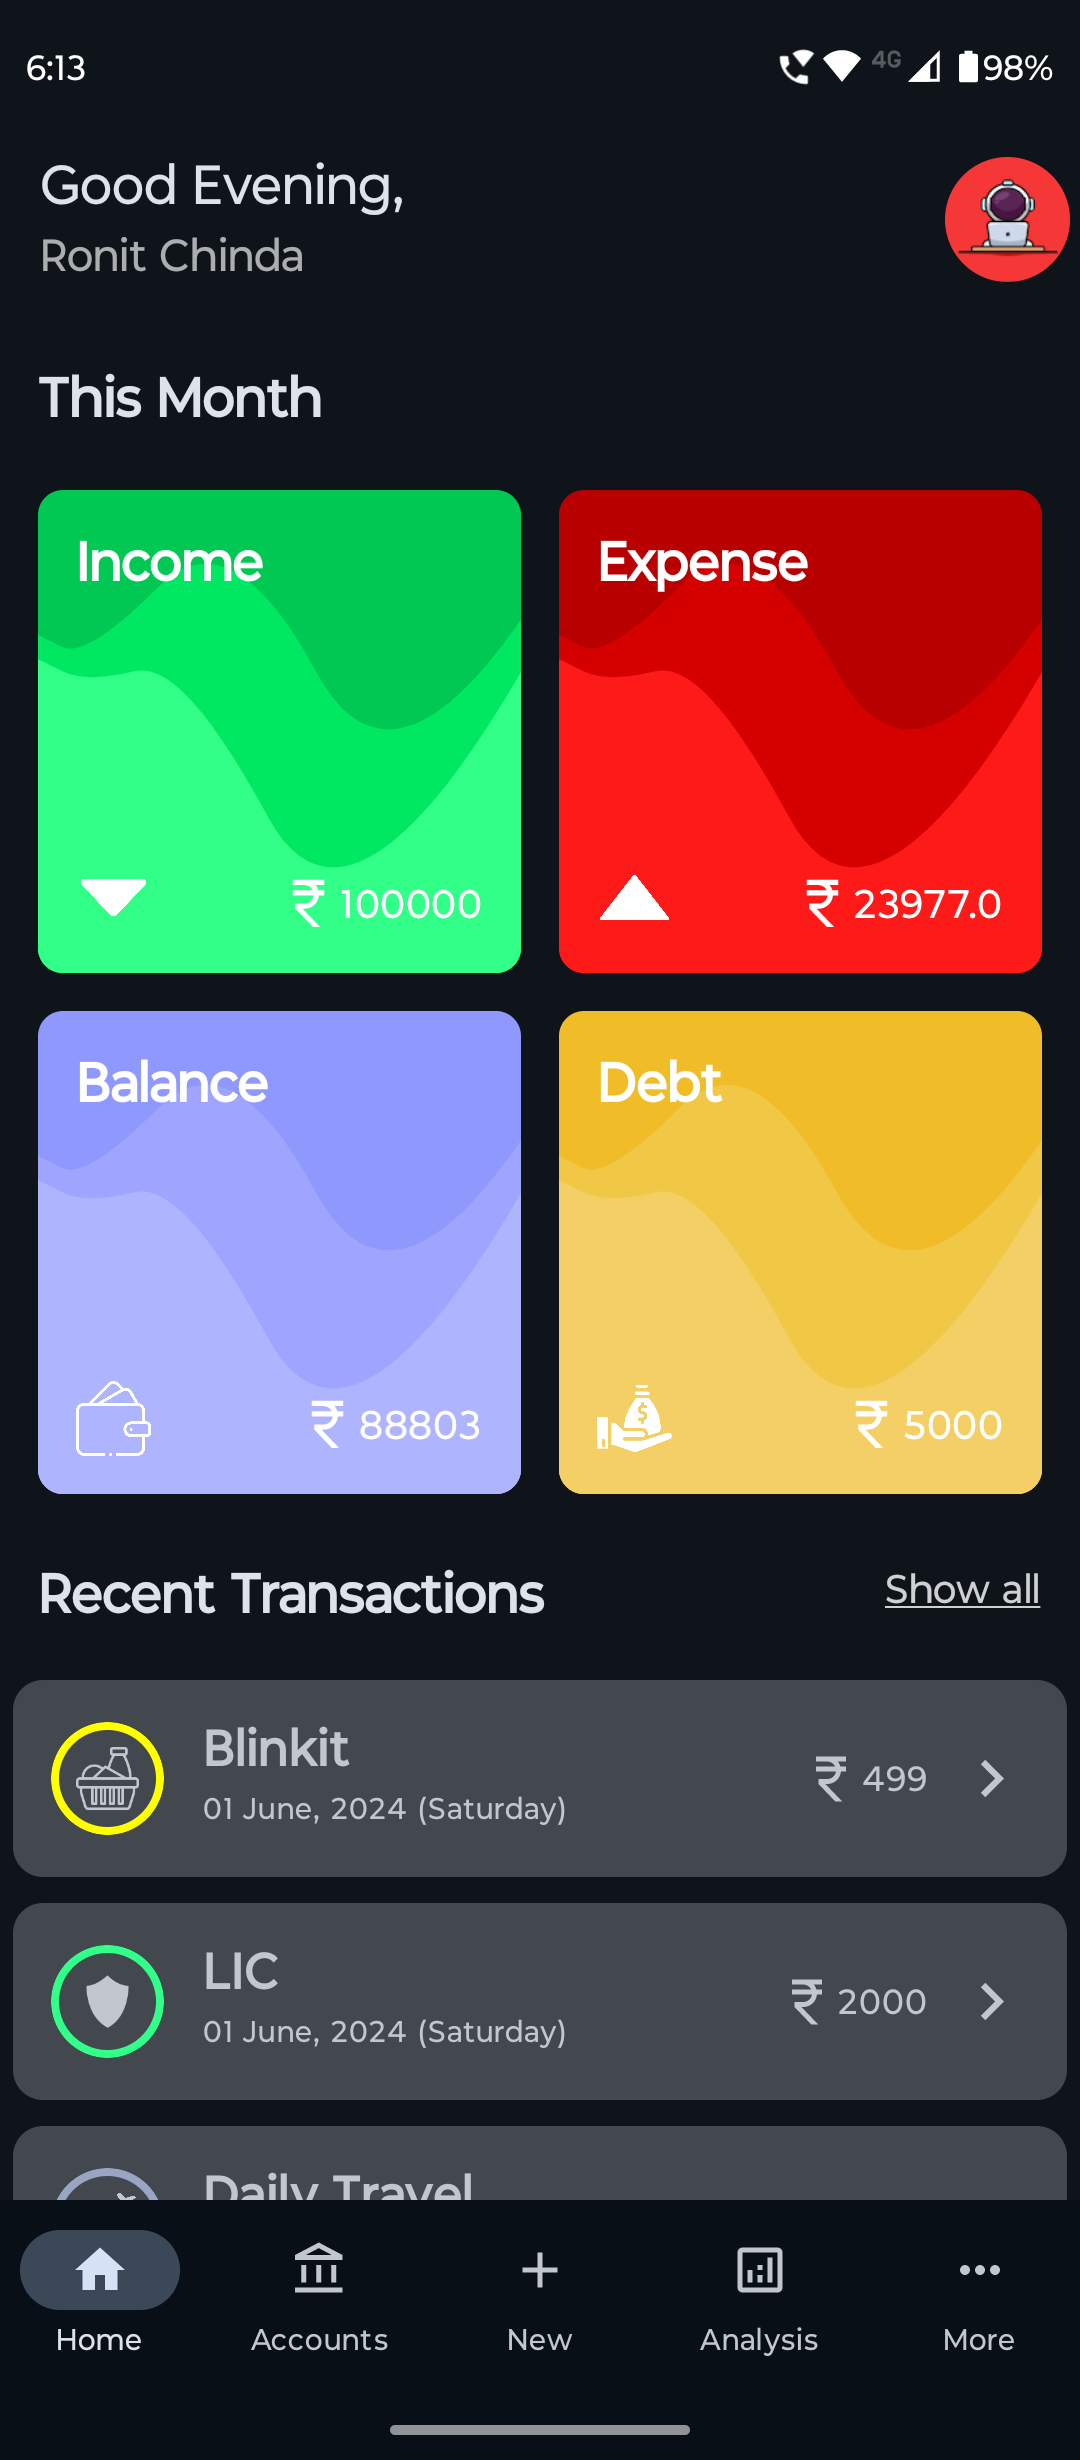 6:13
4G
98%
Good Evening,
Ronit Chinda
This Month
Income
₹ 100000
Expense
₹ 23977.0
Balance
₹ 88803
Debt
₹ 5000
Recent Transactions
Show all
Blinkit
01 June, 2024 (Saturday)
₹ 499
LIC
01 June, 2024 (Saturday)
₹ 2000
Daily Travel
Home
Accounts
New
Analysis
More